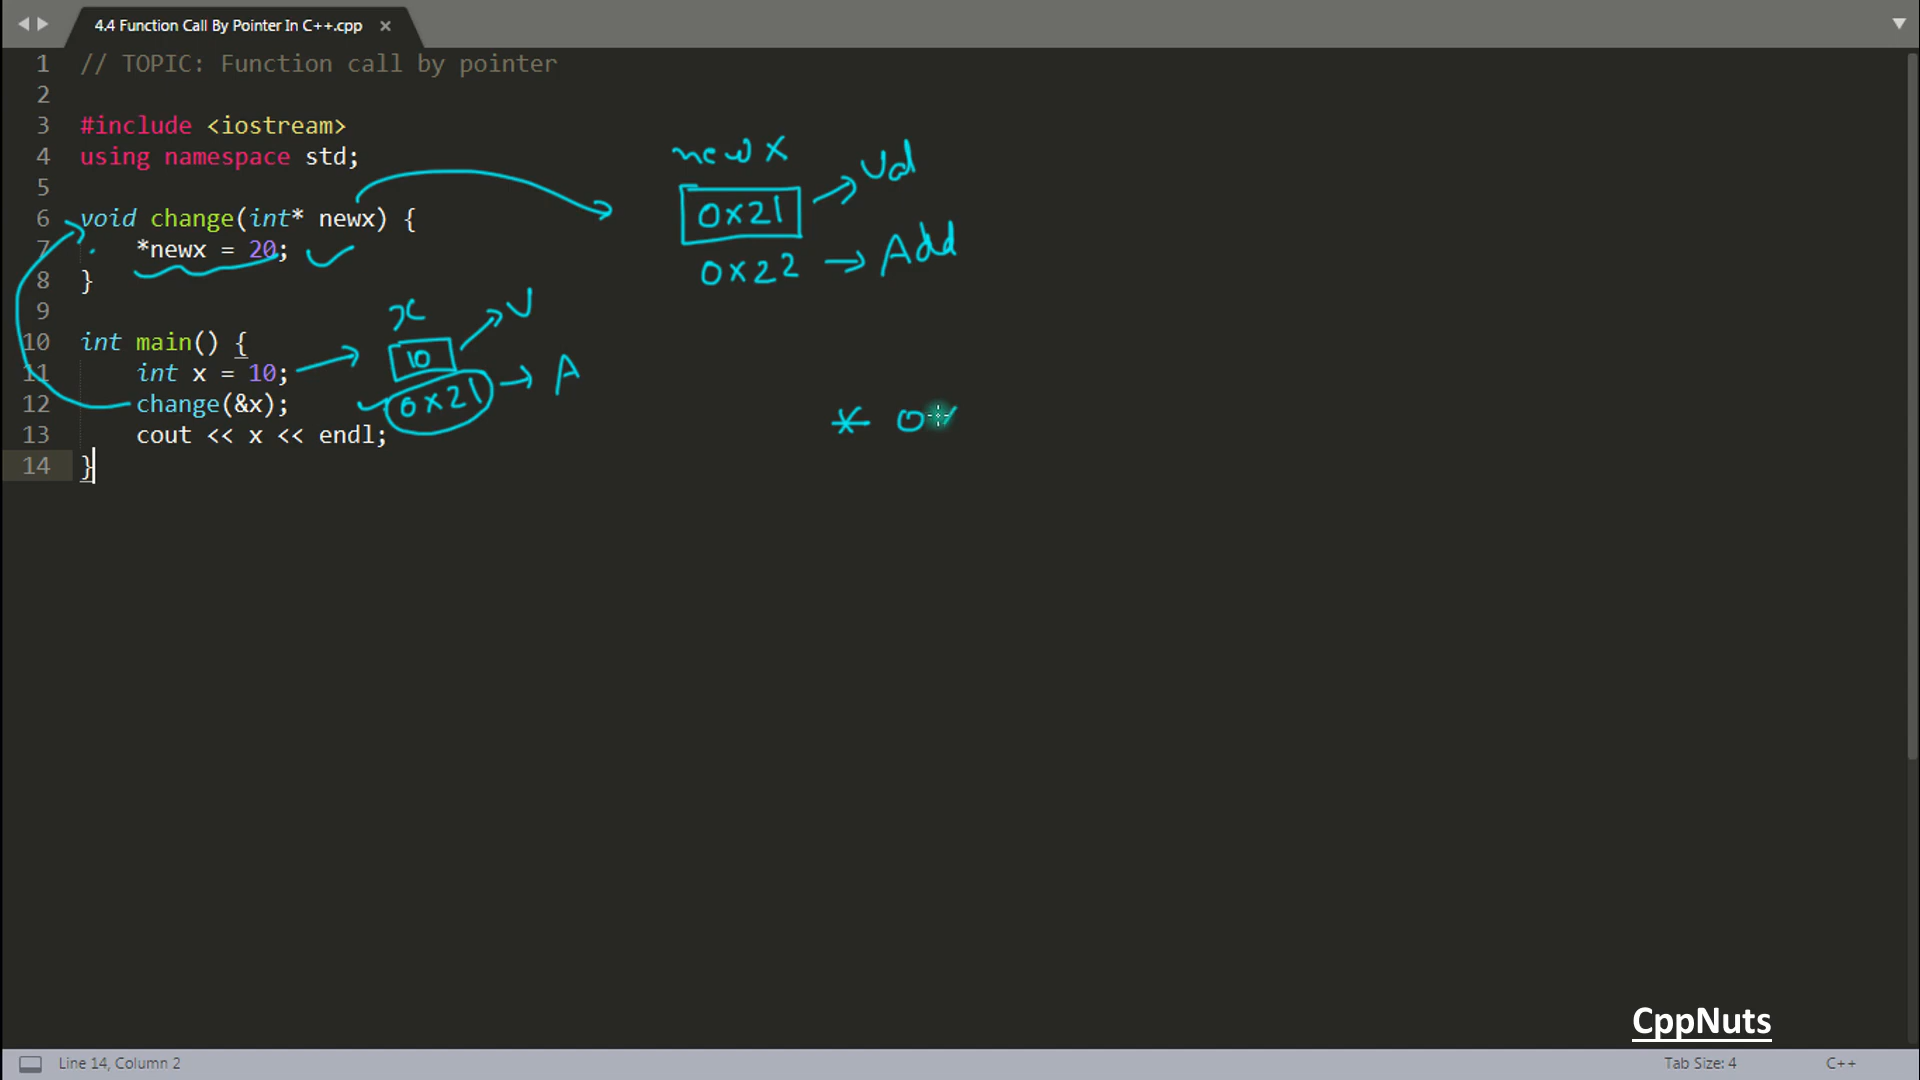 4.4 Function Call By Pointer In C++.cpp ×
1 // TOPIC: Function call by pointer
2
3 #include <iostream>
4 using namespace std;
5
6 void change(int* newx) {
7 *newx = 20;
8 }
9
10 int main() {
11 int x = 10;
12 change(&x);
13 cout << x << endl;
14 }
new x
0x21 → Val
0x22 → Add
x
10 → V
0x21 → A
* 0x
CppNuts
Line 14, Column 2
Tab Size: 4
C++